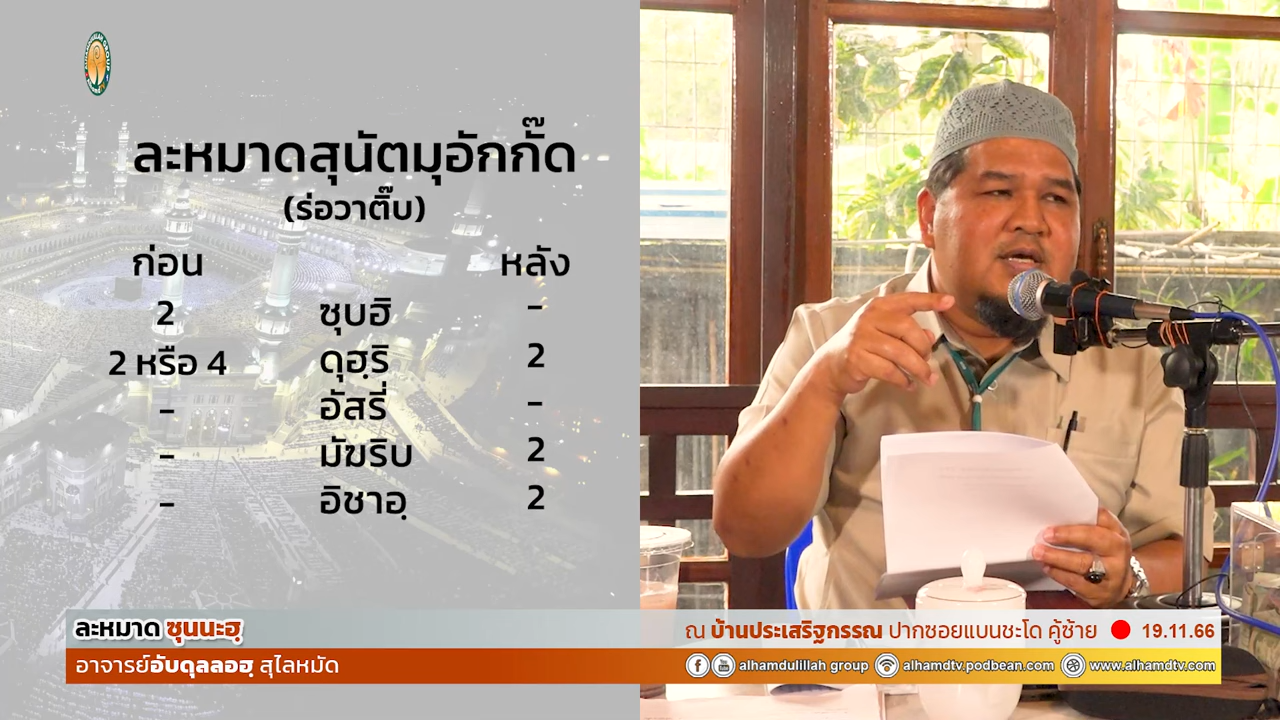 ละหมาดสุนัตมุอักกั๊ด
(ร่อวาติ๊บ)
ก่อน หลัง
2 ซุบฮิ -
2 หรือ 4 ดุฮฺริ 2
- อัสรี่ -
- มัฆริบ 2
- อิชาอฺ 2
ละหมาด ซุนนะฮฺ
ณ บ้านประเสริฐกรรณ ปากซอยแบนชะโด คู้ซ้าย 19.11.66
อาจารย์อับดุลลอฮฺ สุไลหมัด
alhamdulillah group alhamdtv.podbean.com www.alhamdtv.com